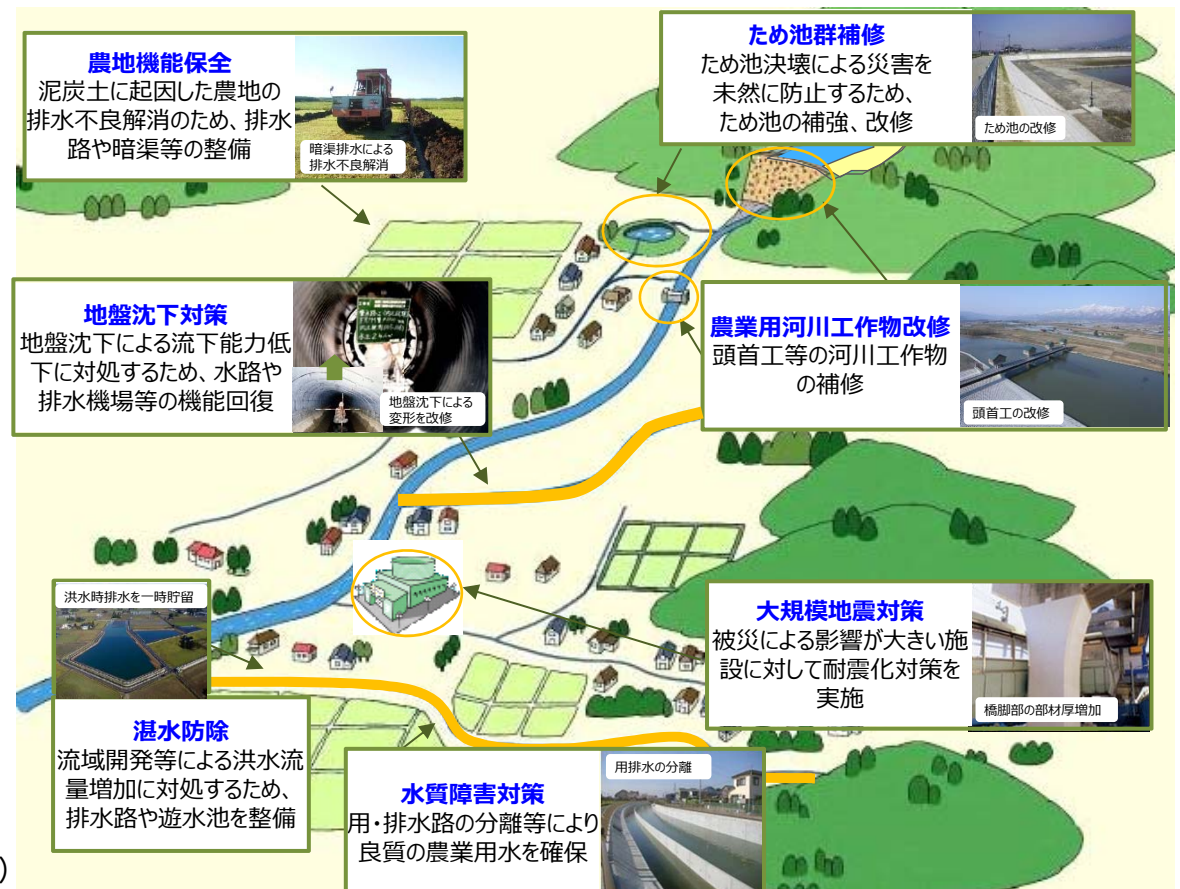 農地機能保全
泥炭土に起因した農地の
排水不良解消のため、排水
路や暗渠等の整備
暗渠排水による
排水不良解消
ため池群補修
ため池決壊による災害を
未然に防止するため、
ため池の補強、改修
ため池の改修
地盤沈下対策
地盤沈下による流下能力低
下に対処するため、水路や
排水機場等の機能回復
地盤沈下による
変形を改修
農業用河川工作物改修
頭首工等の河川工作物
の補修
頭首工の改修
洪水時排水を一時貯留
湛水防除
流域開発等による洪水流
量増加に対処するため、
排水路や遊水池を整備
大規模地震対策
被災による影響が大きい施
設に対して耐震化対策を
実施
橋脚部の部材厚増加
水質障害対策
用・排水路の分離等により
良質の農業用水を確保
用排水の分離
)